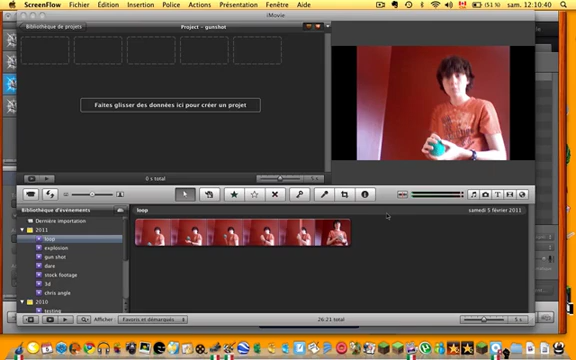 ScreenFlow Fichier Édition Insertion Police Actions Présentation Fenêtre Aide (51%) sam. 12:10:40
iMovie
Bibliothèque de projets Project - gunshot
Faites glisser des données ici pour créer un projet
0 s total 5 s
Bibliothèque d'événements loop samedi 5 février 2011
Dernière importation
2011
loop
explosion
gun shot
dare
stock footage
3d
chris angle
2010
testing
Afficher Favoris et démarqués 26:21 total 5 s